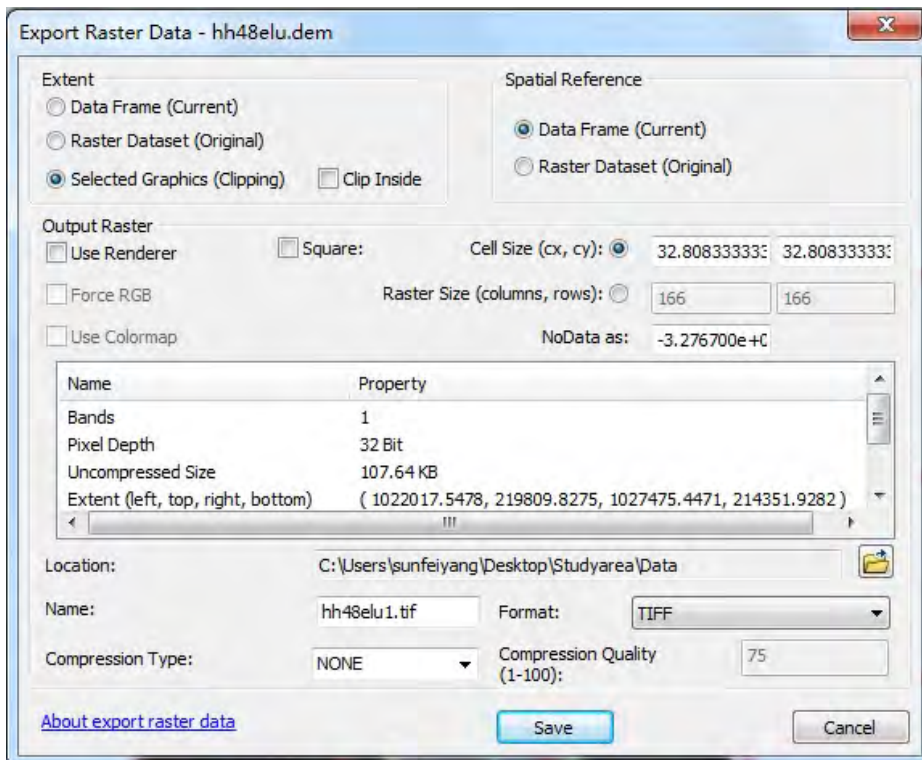 Export Raster Data - hh48elu.dem
Extent
Data Frame (Current)
Raster Dataset (Original)
Selected Graphics (Clipping) Clip Inside
Spatial Reference
Data Frame (Current)
Raster Dataset (Original)
Output Raster
Use Renderer Square: Cell Size (cx, cy): 32.808333333 32.808333333
Force RGB Raster Size (columns, rows): 166 166
Use Colormap NoData as: -3.276700e+0
Name Property
Bands 1
Pixel Depth 32 Bit
Uncompressed Size 107.64 KB
Extent (left, top, right, bottom) ( 1022017.5478, 219809.8275, 1027475.4471, 214351.9282 )
Location: C:\Users\sunfeiyang\Desktop\Studyarea\Data
Name: hh48elu1.tif Format: TIFF
Compression Type: NONE Compression Quality (1-100): 75
About export raster data Save Cancel